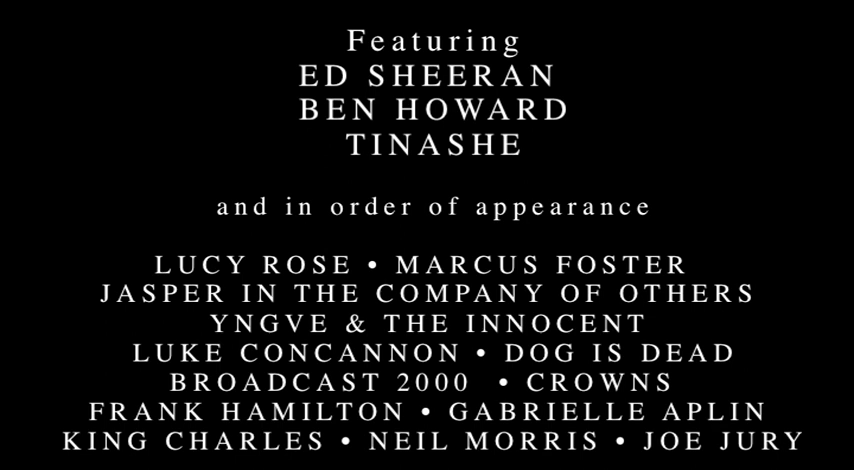 Featuring
ED SHEERAN
BEN HOWARD
TINASHE
and in order of appearance
LUCY ROSE • MARCUS FOSTER
JASPER IN THE COMPANY OF OTHERS
YNGVE & THE INNOCENT
LUKE CONCANNON • DOG IS DEAD
BROADCAST 2000 • CROWNS
FRANK HAMILTON • GABRIELLE APLIN
KING CHARLES • NEIL MORRIS • JOE JURY